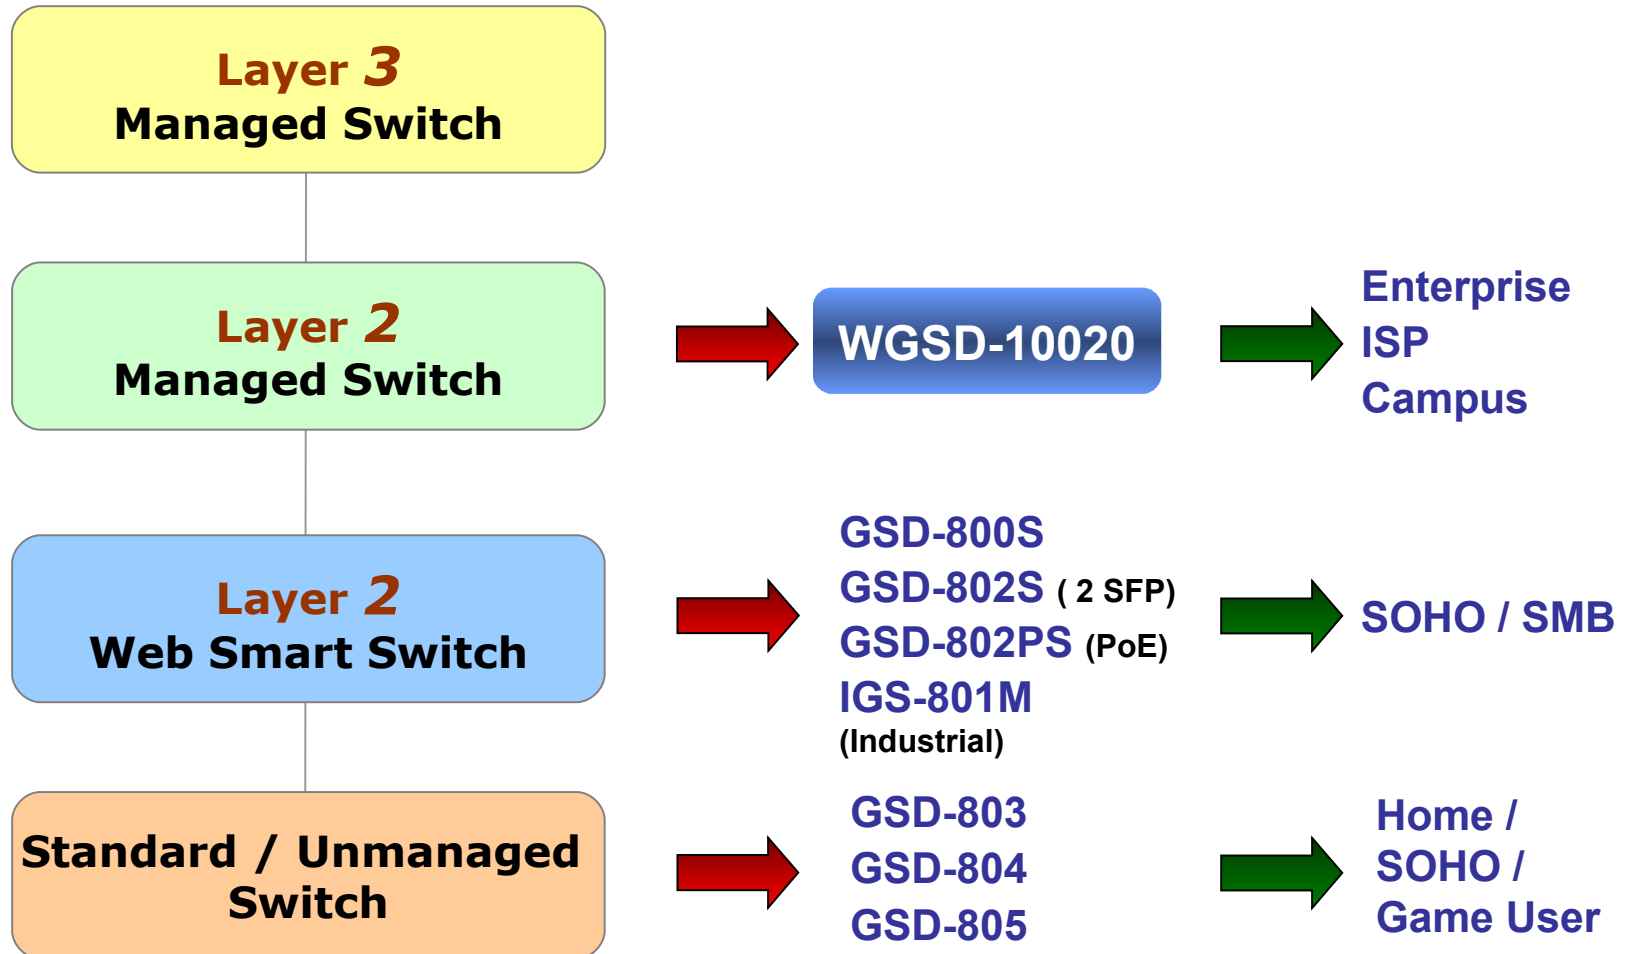 Layer 3
Managed Switch
Layer 2
Managed Switch
WGSD-10020
Enterprise
ISP
Campus
Layer 2
Web Smart Switch
GSD-800S
GSD-802S ( 2 SFP)
GSD-802PS (PoE)
IGS-801M
(Industrial)
SOHO / SMB
Standard / Unmanaged
Switch
GSD-803
GSD-804
GSD-805
Home /
SOHO /
Game User